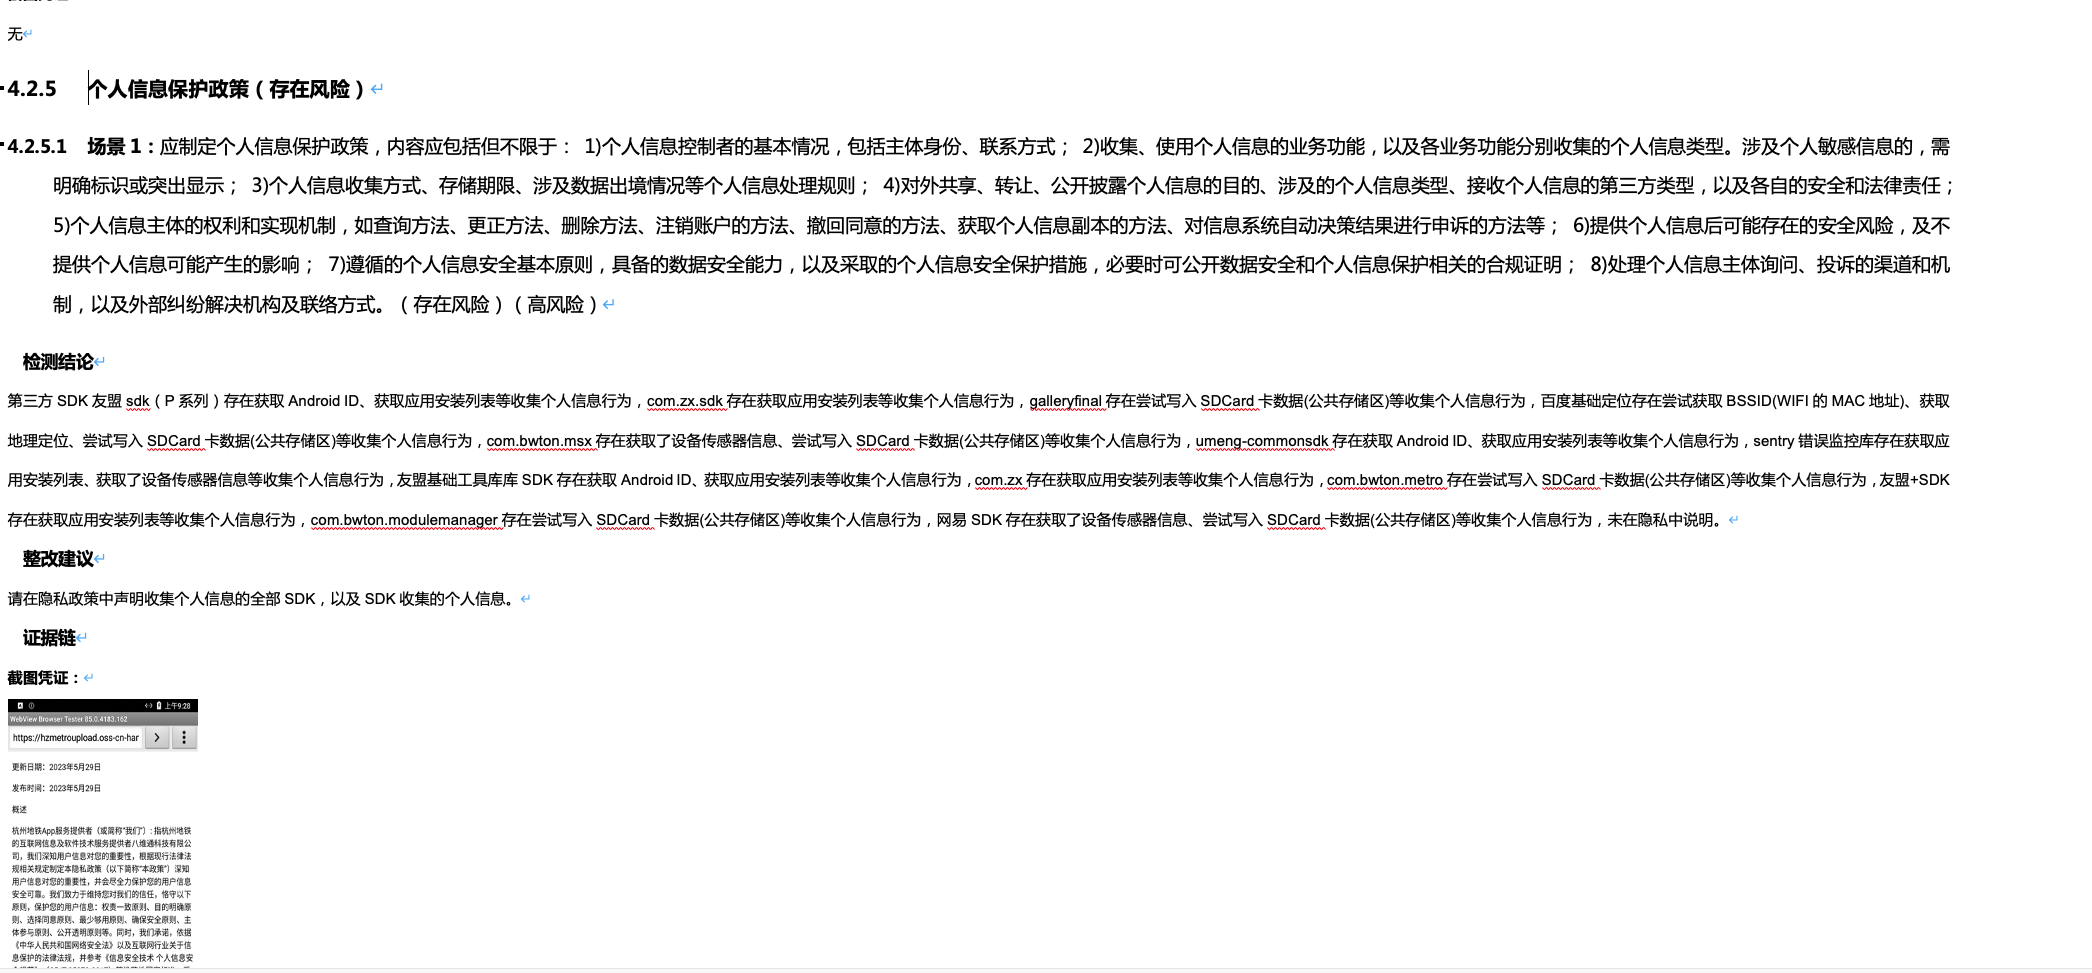 无
4.2.5 个人信息保护政策（存在风险）
4.2.5.1 场景 1：应制定个人信息保护政策，内容应包括但不限于： 1)个人信息控制者的基本情况，包括主体身份、联系方式； 2)收集、使用个人信息的业务功能，以及各业务功能分别收集的个人信息类型。涉及个人敏感信息的，需
明确标识或突出显示； 3)个人信息收集方式、存储期限、涉及数据出境情况等个人信息处理规则； 4)对外共享、转让、公开披露个人信息的目的、涉及的个人信息类型、接收个人信息的第三方类型，以及各自的安全和法律责任；
5)个人信息主体的权利和实现机制，如查询方法、更正方法、删除方法、注销账户的方法、撤回同意的方法、获取个人信息副本的方法、对信息系统自动决策结果进行申诉的方法等； 6)提供个人信息后可能存在的安全风险，及不
提供个人信息可能产生的影响； 7)遵循的个人信息安全基本原则，具备的数据安全能力，以及采取的个人信息安全保护措施，必要时可公开数据安全和个人信息保护相关的合规证明； 8)处理个人信息主体询问、投诉的渠道和机
制，以及外部纠纷解决机构及联络方式。（存在风险）（高风险）
检测结论
第三方 SDK 友盟 sdk（P 系列）存在获取 Android ID、获取应用安装列表等收集个人信息行为，com.zx.sdk 存在获取应用安装列表等收集个人信息行为，galleryfinal 存在尝试写入 SDCard 卡数据(公共存储区)等收集个人信息行为，百度基础定位存在尝试获取 BSSID(WIFI 的 MAC 地址)、获取
地理定位、尝试写入 SDCard 卡数据(公共存储区)等收集个人信息行为，com.bwton.msx 存在获取了设备传感器信息、尝试写入 SDCard 卡数据(公共存储区)等收集个人信息行为，umeng-commonsdk 存在获取 Android ID、获取应用安装列表等收集个人信息行为，sentry 错误监控库存在获取应
用安装列表、获取了设备传感器信息等收集个人信息行为，友盟基础工具库库 SDK 存在获取 Android ID、获取应用安装列表等收集个人信息行为，com.zx 存在获取应用安装列表等收集个人信息行为，com.bwton.metro 存在尝试写入 SDCard 卡数据(公共存储区)等收集个人信息行为，友盟+SDK
存在获取应用安装列表等收集个人信息行为，com.bwton.modulemanager 存在尝试写入 SDCard 卡数据(公共存储区)等收集个人信息行为，网易 SDK 存在获取了设备传感器信息、尝试写入 SDCard 卡数据(公共存储区)等收集个人信息行为，未在隐私中说明。
整改建议
请在隐私政策中声明收集个人信息的全部 SDK，以及 SDK 收集的个人信息。
证据链
截图凭证：
上午9:28
WebView Browser Tester 85.0.4183.162
https://hzmetroupload.oss-cn-har
更新日期：2023年5月29日
发布时间：2023年5月29日
概述
杭州地铁App服务提供者（或简称“我们”）：指杭州地铁
的互联网信息及软件技术服务提供者八维通科技有限公
司，我们深知用户信息对您的重要性，根据现行法律法
规相关规定制定本隐私政策（以下简称“本政策”）深知
用户信息对您的重要性，并会尽全力保护您的用户信息
安全可靠。我们致力于维持您对我们的信任，恪守以下
原则，保护您的用户信息：权责一致原则、目的明确原
则、选择同意原则、最少够用原则、确保安全原则、主
体参与原则、公开透明原则等。同时，我们承诺，依据
《中华人民共和国网络安全法》以及互联网行业关于信
息保护的法律法规，并参考《信息安全技术 个人信息安